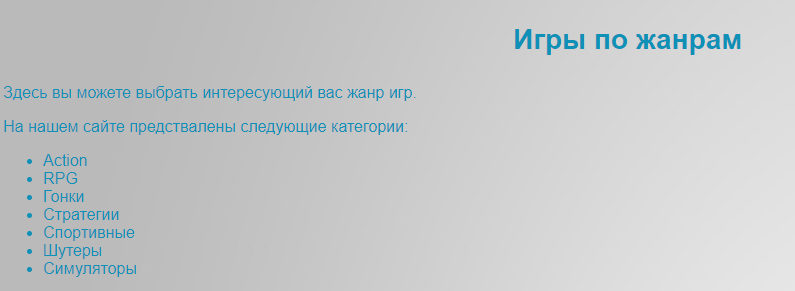 Игры по жанрам
Здесь вы можете выбрать интересующий вас жанр игр.
На нашем сайте предствалены следующие категории:
Action
RPG
Гонки
Стратегии
Спортивные
Шутеры
Симуляторы